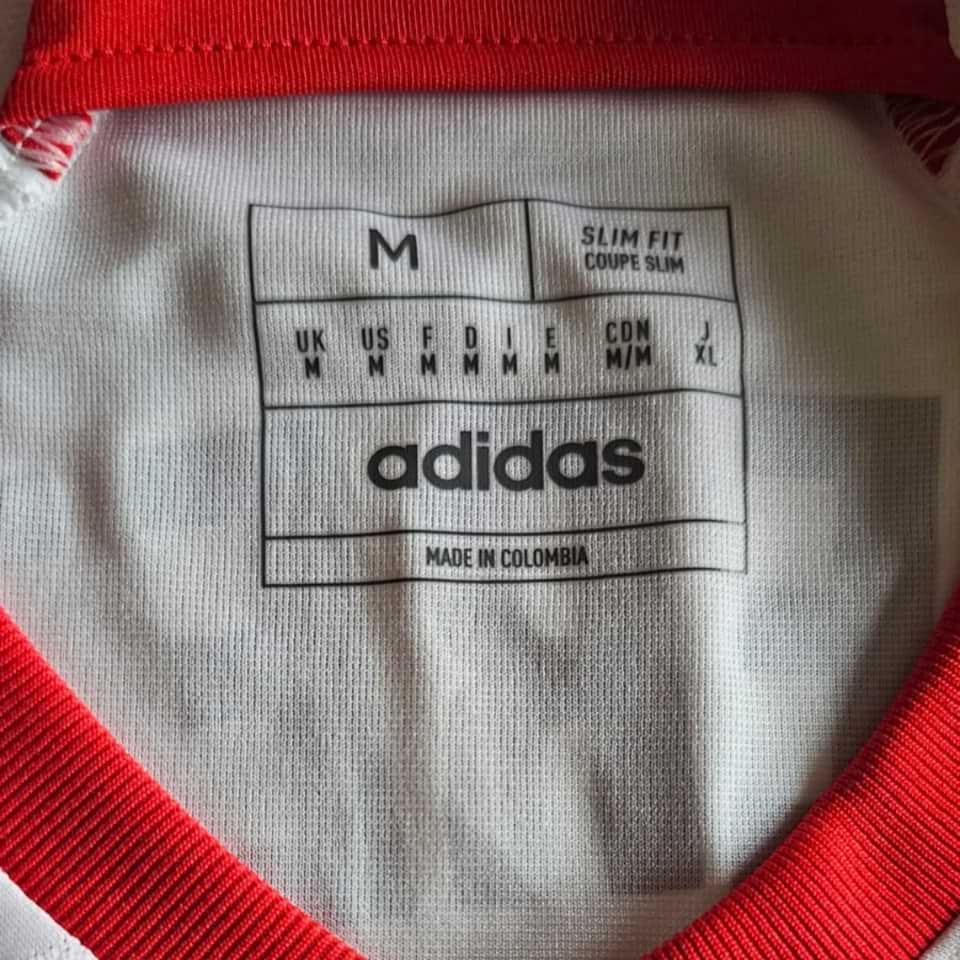 M
SLIM FIT
COUPE SLIM
UK US F D I E CDN J
M M M M M M M/M XL
adidas
MADE IN COLOMBIA